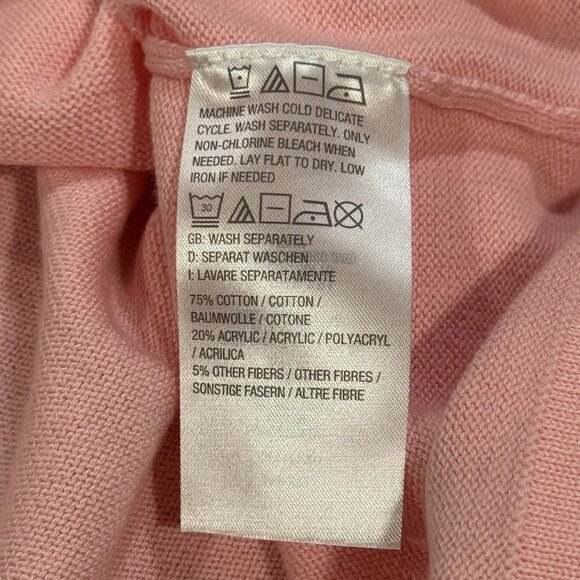 MACHINE WASH COLD DELICATE
CYCLE. WASH SEPARATELY. ONLY
NON-CHLORINE BLEACH WHEN
NEEDED. LAY FLAT TO DRY. LOW
IRON IF NEEDED
30
GB: WASH SEPARATELY
D: SEPARAT WASCHEN
I: LAVARE SEPARATAMENTE
75% COTTON / COTTON /
BAUMWOLLE / COTONE
20% ACRYLIC / ACRYLIC / POLYACRYL
/ ACRILICA
5% OTHER FIBERS / OTHER FIBRES /
SONSTIGE FASERN / ALTRE FIBRE